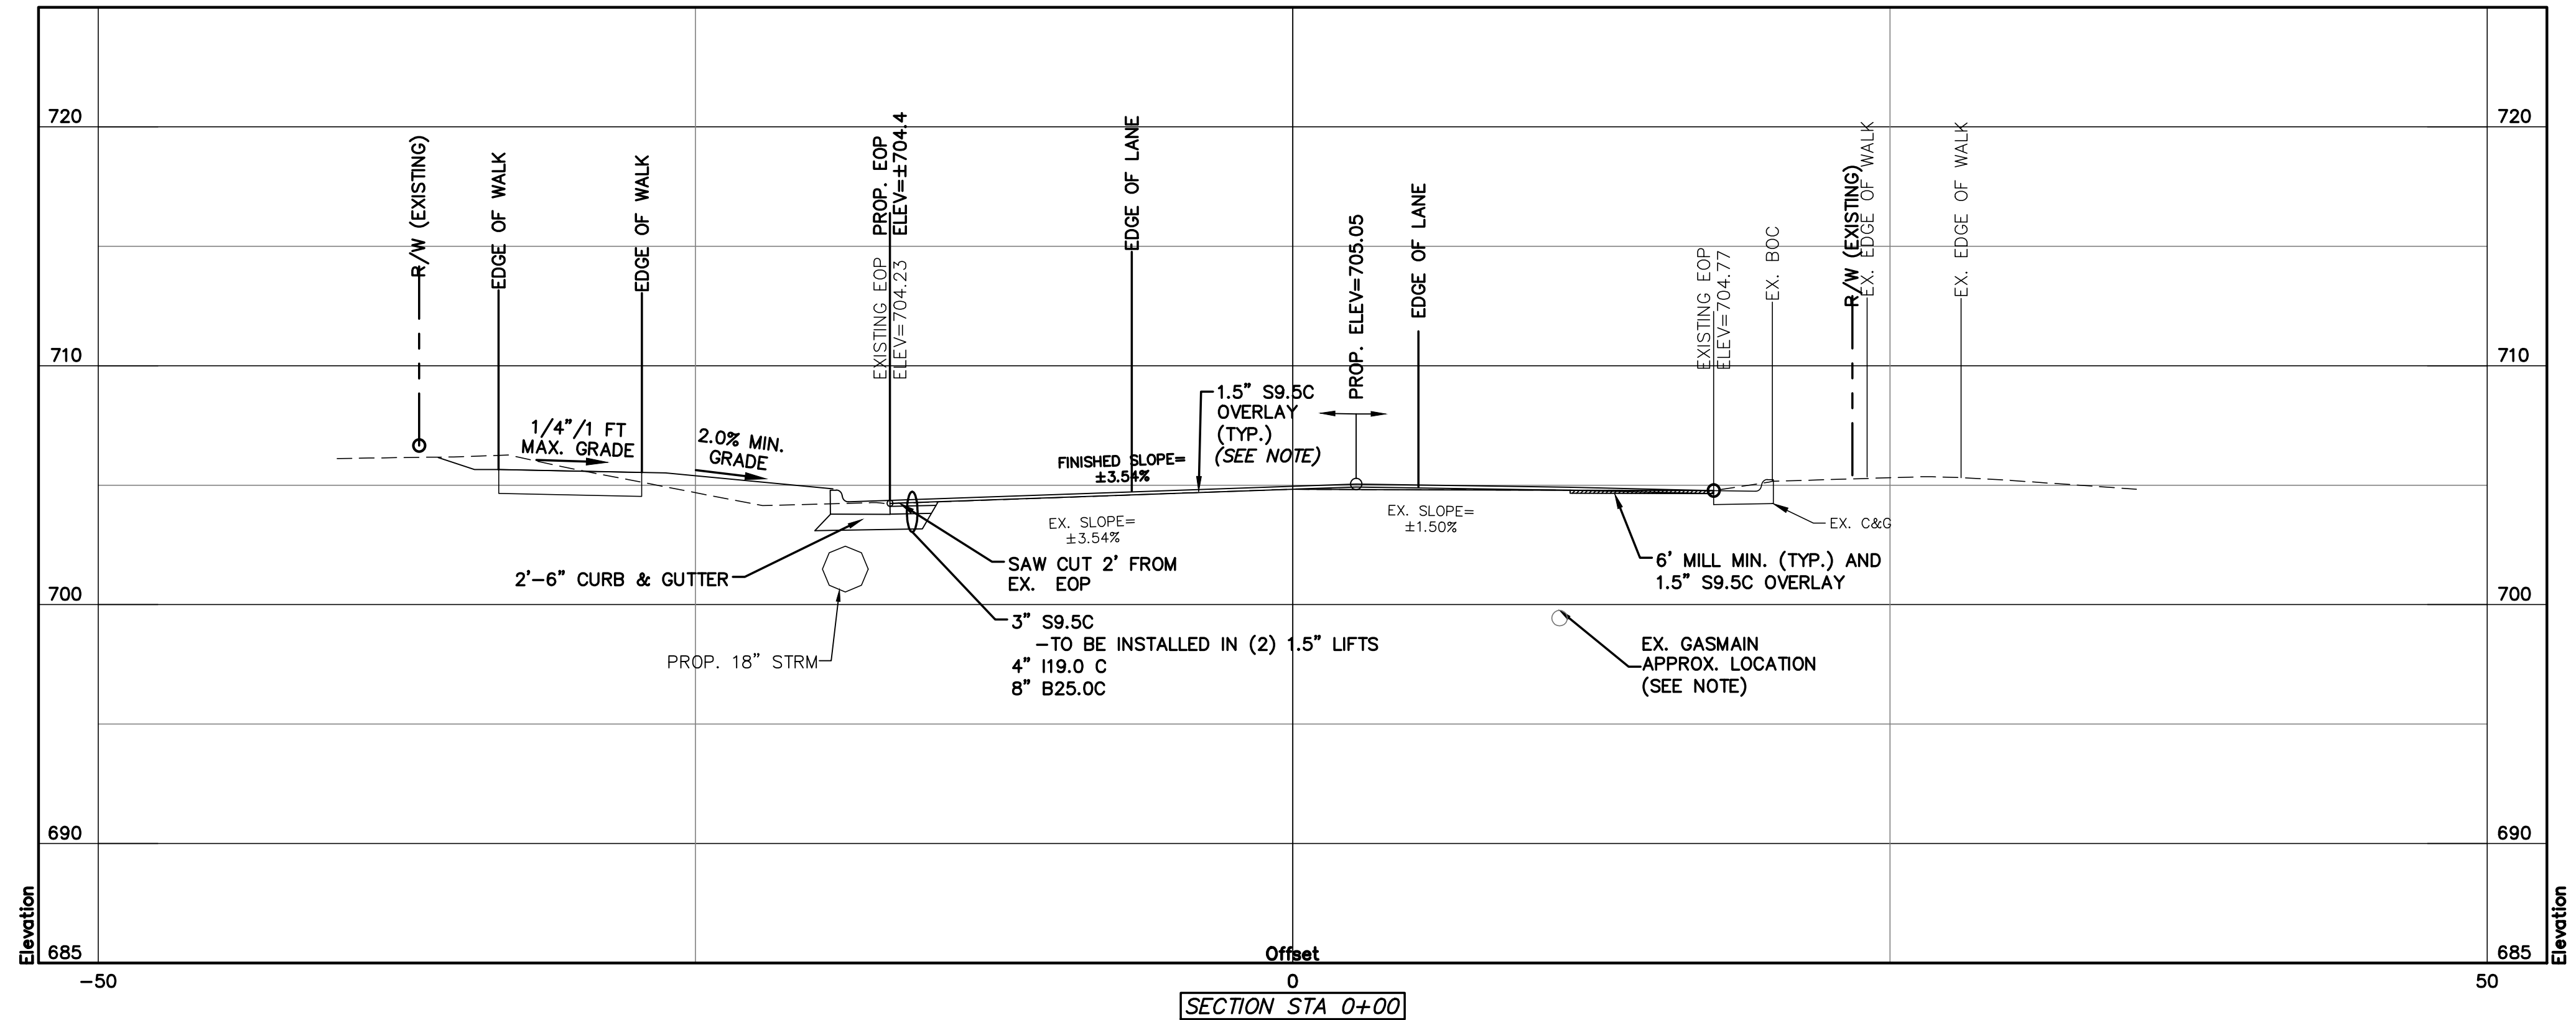 720
720
710
710
700
700
690
690
685
685
Elevation
Elevation
R/W (EXISTING)
EDGE OF WALK
EDGE OF WALK
PROP. EOP
ELEV=±704.4
EXISTING EOP
ELEV=704.23
EDGE OF LANE
PROP. ELEV=705.05
EDGE OF LANE
EXISTING EOP
ELEV=704.77
EX. BOC
R/W (EXISTING)
EX. EDGE OF WALK
EX. EDGE OF WALK
1/4”/1 FT
MAX. GRADE
2.0% MIN.
GRADE
1.5” S9.5C
OVERLAY
(TYP.)
(SEE NOTE)
FINISHED SLOPE=
±3.54%
EX. SLOPE=
±3.54%
EX. SLOPE=
±1.50%
EX. C&G
2’-6” CURB & GUTTER
SAW CUT 2’ FROM
EX. EOP
6’ MILL MIN. (TYP.) AND
1.5” S9.5C OVERLAY
3” S9.5C
-TO BE INSTALLED IN (2) 1.5” LIFTS
4” I19.0 C
8” B25.0C
PROP. 18” STRM
EX. GASMAIN
APPROX. LOCATION
(SEE NOTE)
Offset
-50
0
50
SECTION STA 0+00